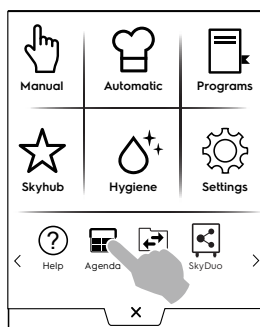 Manual Automatic Programs
Skyhub Hygiene Settings
?
< Help Agenda SkyDuo >
X